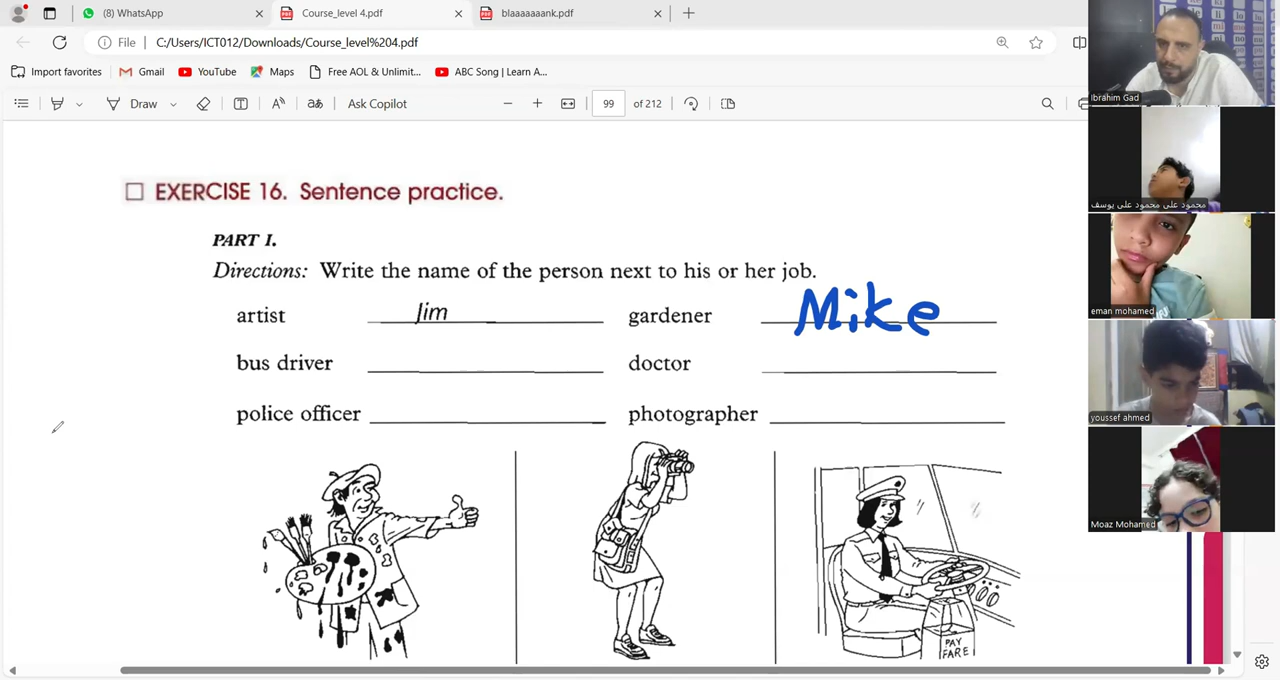 (8) WhatsApp
Course_level 4.pdf
blaaaaaaank.pdf
File
C:/Users/ICT012/Downloads/Course_level%204.pdf
Import favorites
Gmail
YouTube
Maps
Free AOL & Unlimit...
ABC Song | Learn A...
Draw
Ask Copilot
99
of 212
EXERCISE 16. Sentence practice.
PART I.
Directions: Write the name of the person next to his or her job.
artist Jim gardener Mike
bus driver doctor
police officer photographer
PAY
FARE
Ibrahim Gad
محمود على محمود على يوسف
eman mohamed
youssef ahmed
Moaz Mohamed